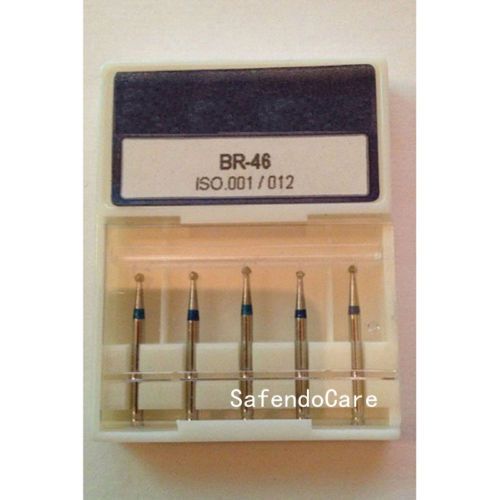 BR-46
ISO.001 / 012
SafendoCare